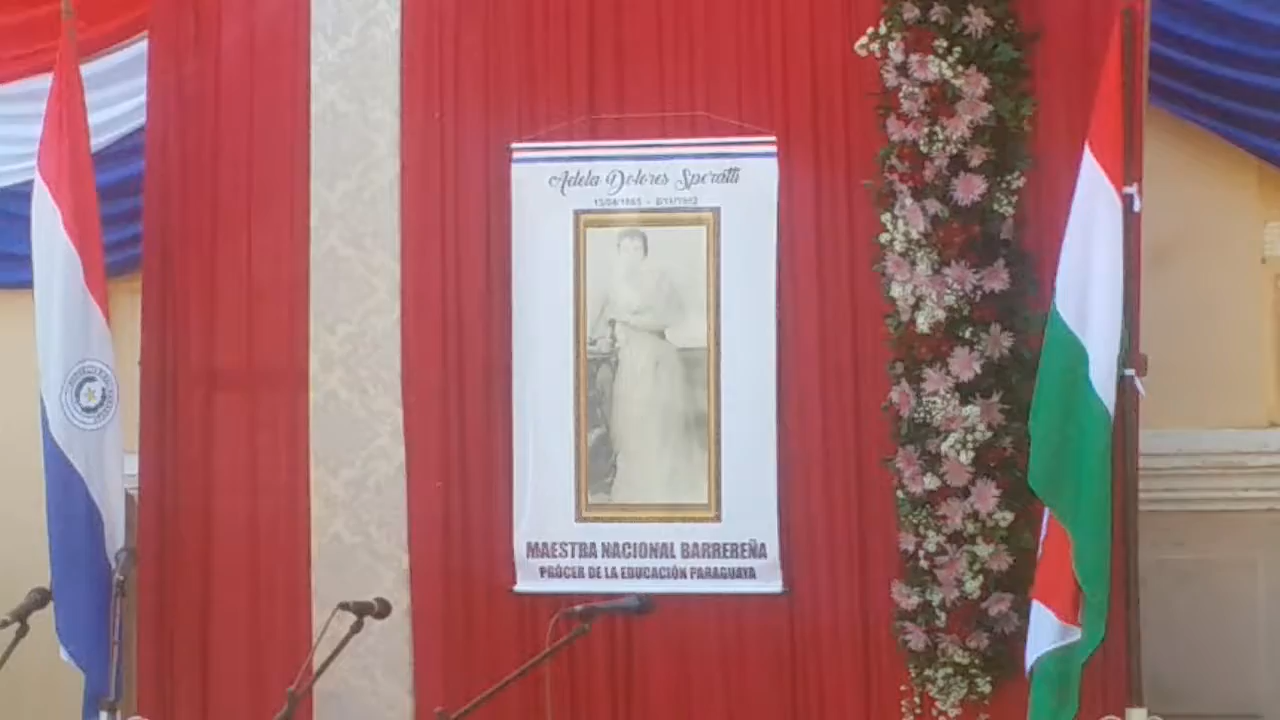 Adela Dolores Speratti
MAESTRA NACIONAL BARREREÑA
PRÓCER DE LA EDUCACIÓN PARAGUAYA